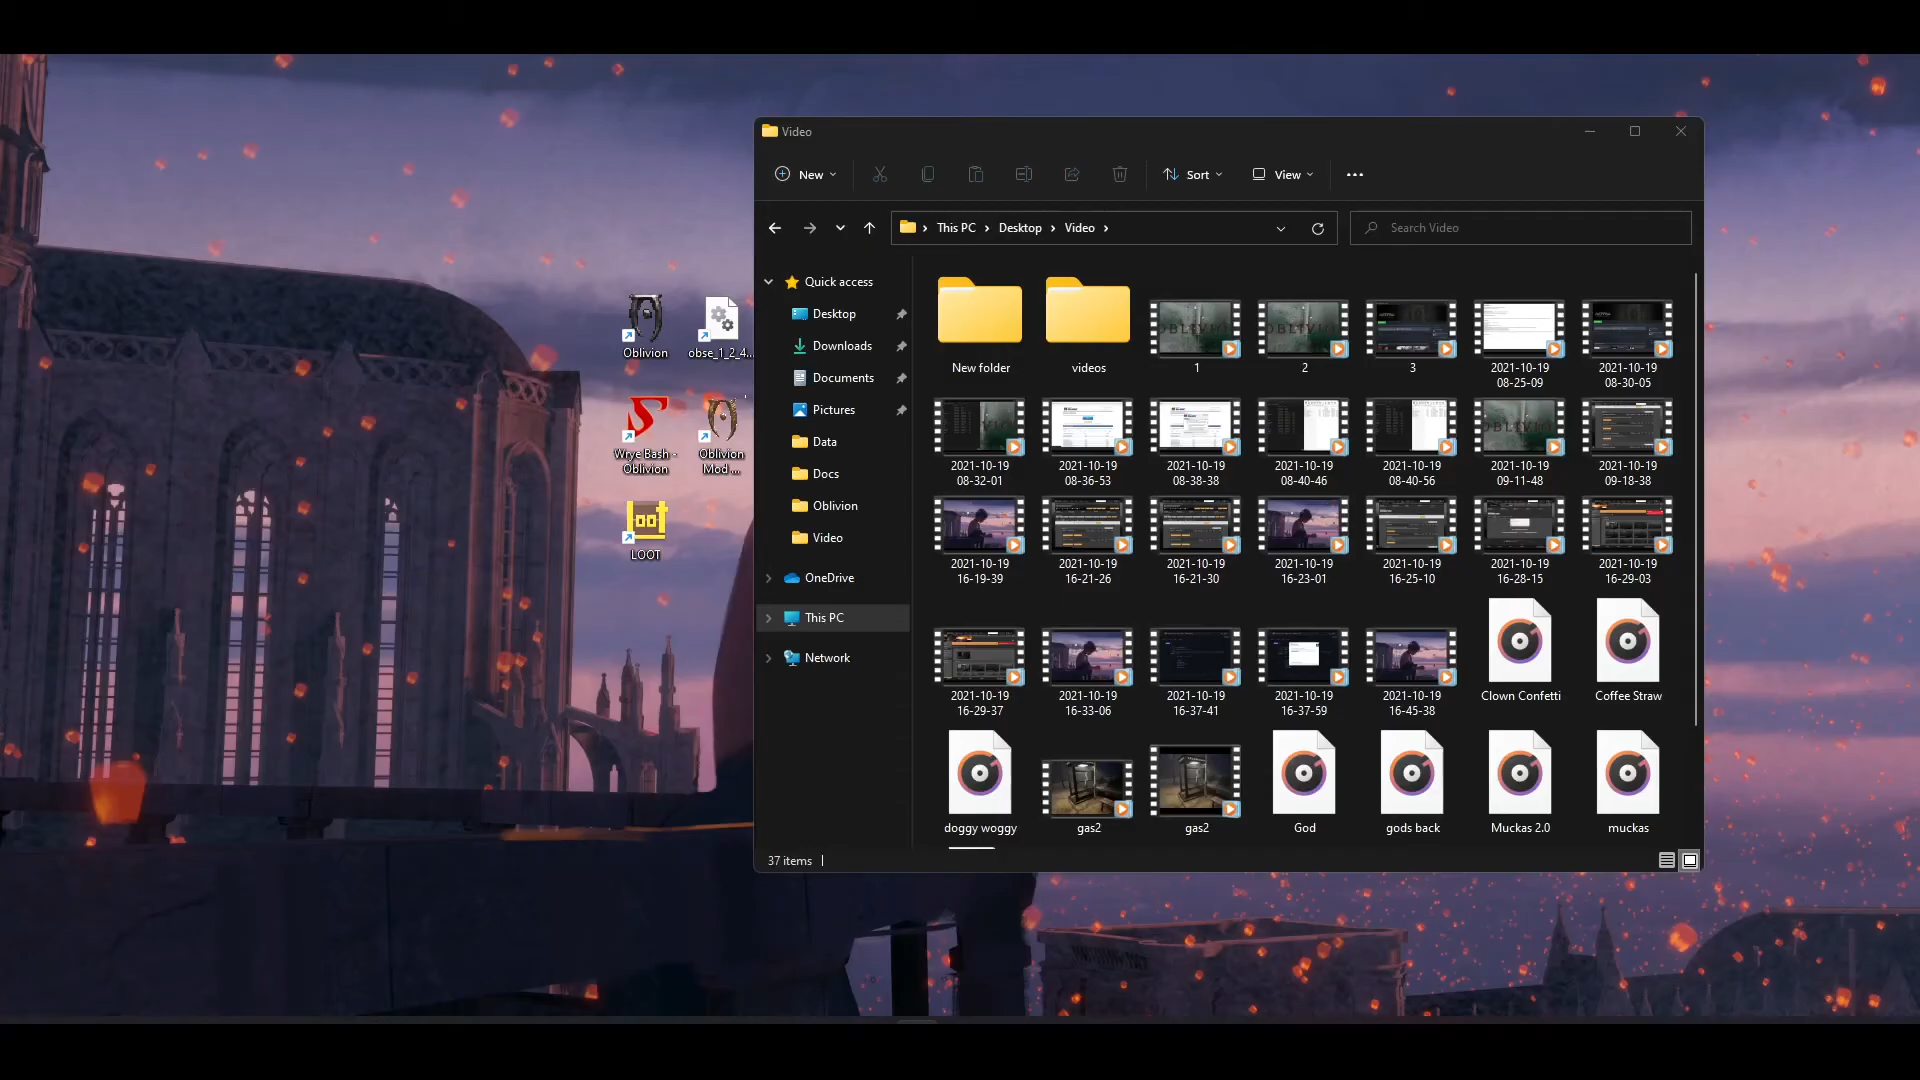 Video
New
Sort
View
This PC
Desktop
Video
Search Video
Quick access
Desktop
Downloads
Documents
Pictures
Data
Docs
Oblivion
Video
OneDrive
This PC
Network
Oblivion
obse_1_2_4...
Wrye Bash -
Oblivion
Oblivion
Mod ...
LOOT
New folder
videos
1
2
3
2021-10-19
08-25-09
2021-10-19
08-30-05
2021-10-19
08-32-01
2021-10-19
08-36-53
2021-10-19
08-38-38
2021-10-19
08-40-46
2021-10-19
08-40-56
2021-10-19
09-11-48
2021-10-19
09-18-38
2021-10-19
16-19-39
2021-10-19
16-21-26
2021-10-19
16-21-30
2021-10-19
16-23-01
2021-10-19
16-25-10
2021-10-19
16-28-15
2021-10-19
16-29-03
2021-10-19
16-29-37
2021-10-19
16-33-06
2021-10-19
16-37-41
2021-10-19
16-37-59
2021-10-19
16-45-38
Clown Confetti
Coffee Straw
doggy woggy
gas2
gas2
God
gods back
Muckas 2.0
muckas
37 items